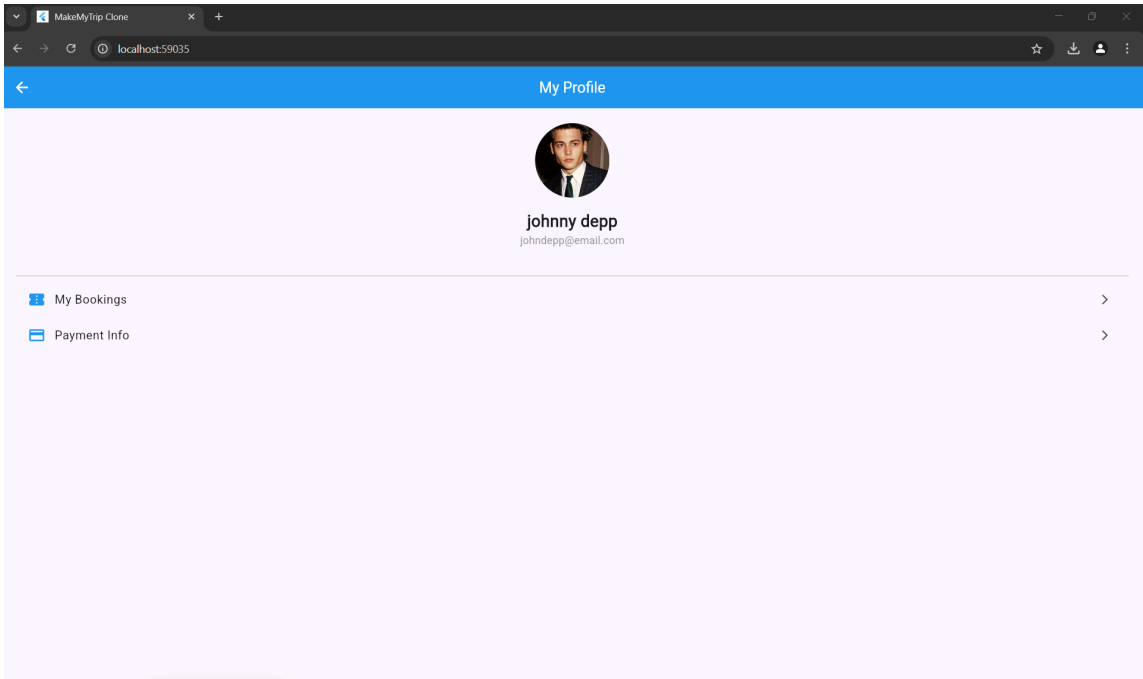 MakeMyTrip Clone
localhost:59035
My Profile
johnny depp
johndepp@email.com
My Bookings
Payment Info